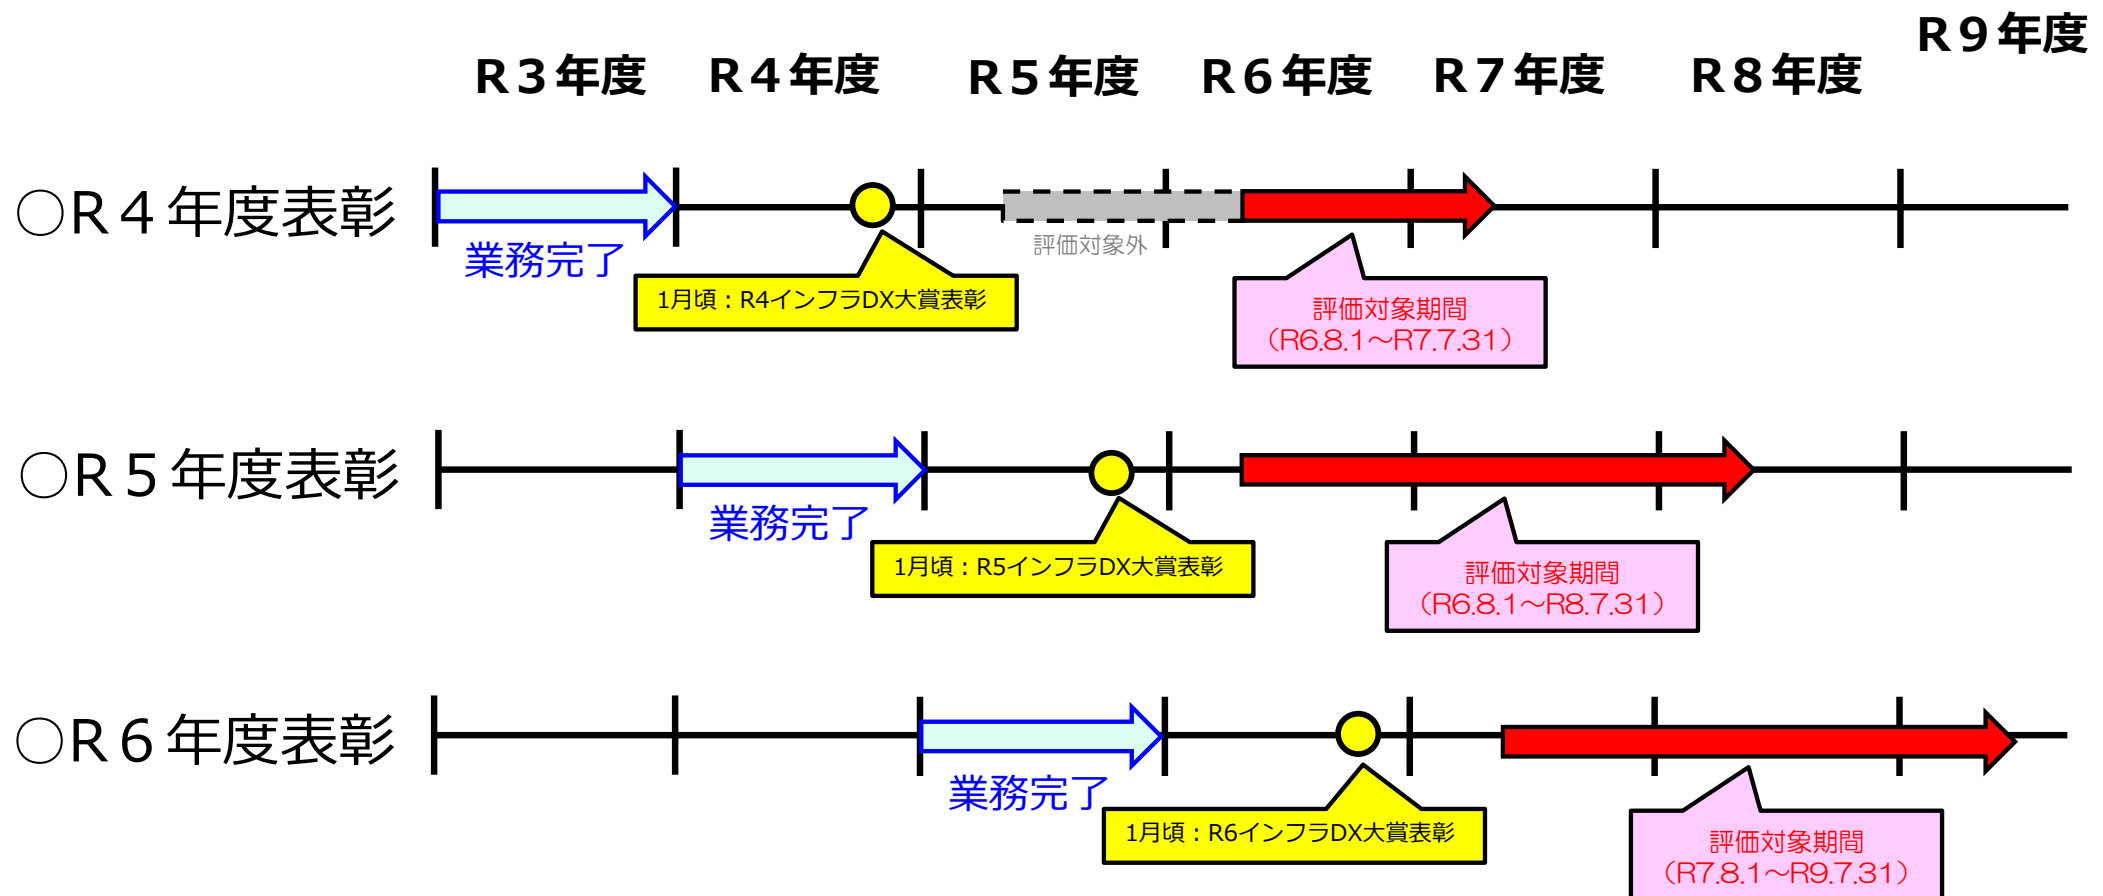 R3年度 R4年度 R5年度 R6年度 R7年度 R8年度 R9年度
○R4年度表彰
業務完了
評価対象外
1月頃：R4インフラDX大賞表彰
評価対象期間
（R6.8.1～R7.7.31）
○R5年度表彰
業務完了
1月頃：R5インフラDX大賞表彰
評価対象期間
（R6.8.1～R8.7.31）
○R6年度表彰
業務完了
1月頃：R6インフラDX大賞表彰
評価対象期間
（R7.8.1～R9.7.31）